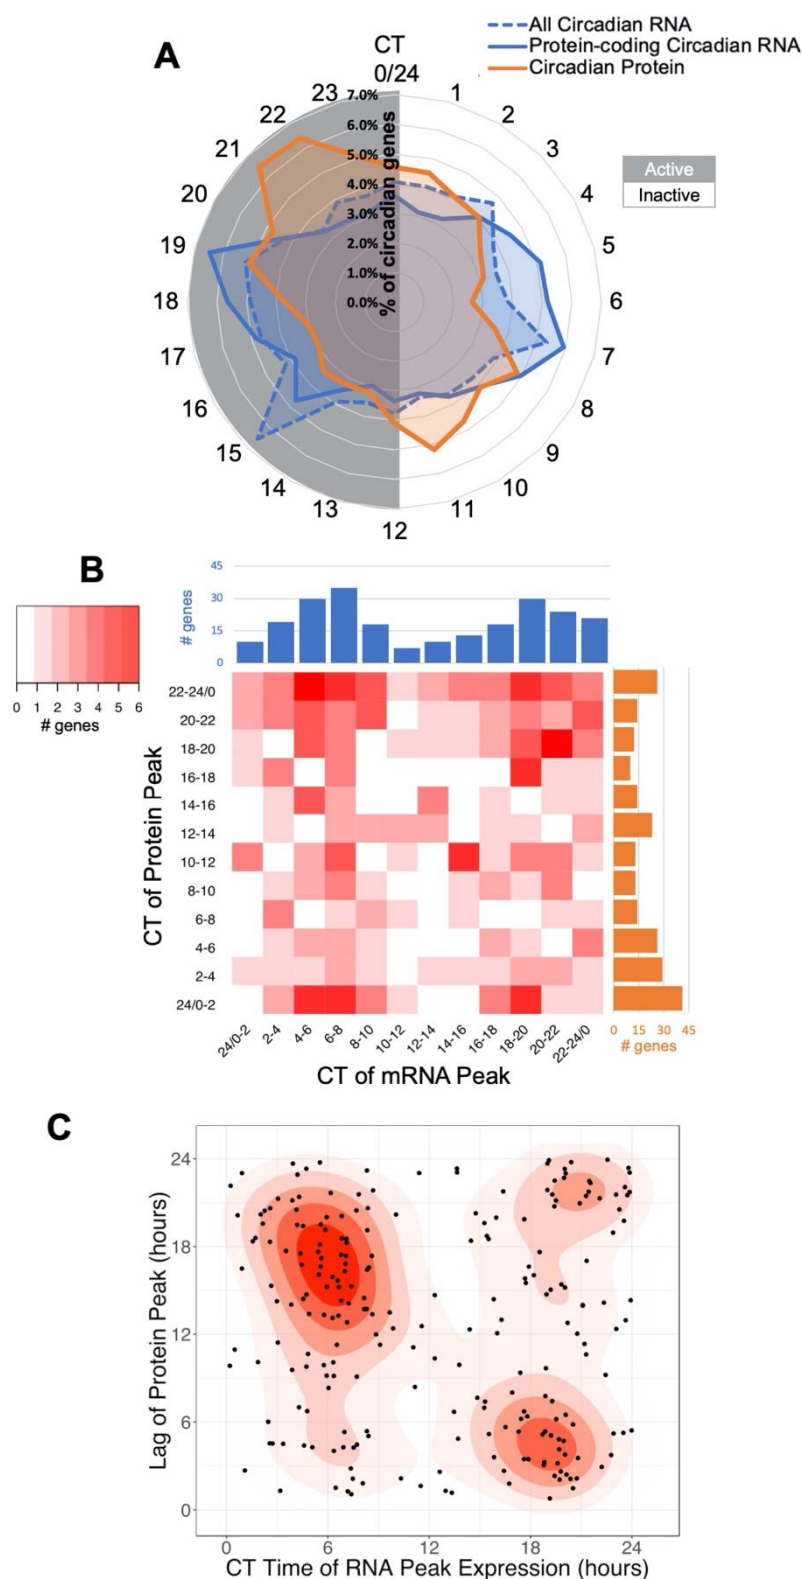 A
All Circadian RNA
Protein-coding Circadian RNA
Circadian Protein
CT
0/24
1
2
3
4
5
6
7
8
9
10
11
12
13
14
15
16
17
18
19
20
21
22
23
7.0%
6.0%
5.0%
4.0%
3.0%
2.0%
1.0%
0.0%
% of circadian genes
Active
Inactive
B
0 1 2 3 4 5 6
# genes
# genes
45
30
15
0
CT of Protein Peak
22-24/0
20-22
18-20
16-18
14-16
12-14
10-12
8-10
6-8
4-6
2-4
24/0-2
24/0-2 2-4 4-6 6-8 8-10 10-12 12-14 14-16 16-18 18-20 20-22 22-24/0
CT of mRNA Peak
0 15 30 45
# genes
C
Lag of Protein Peak (hours)
24
18
12
6
0
0 6 12 18 24
CT Time of RNA Peak Expression (hours)